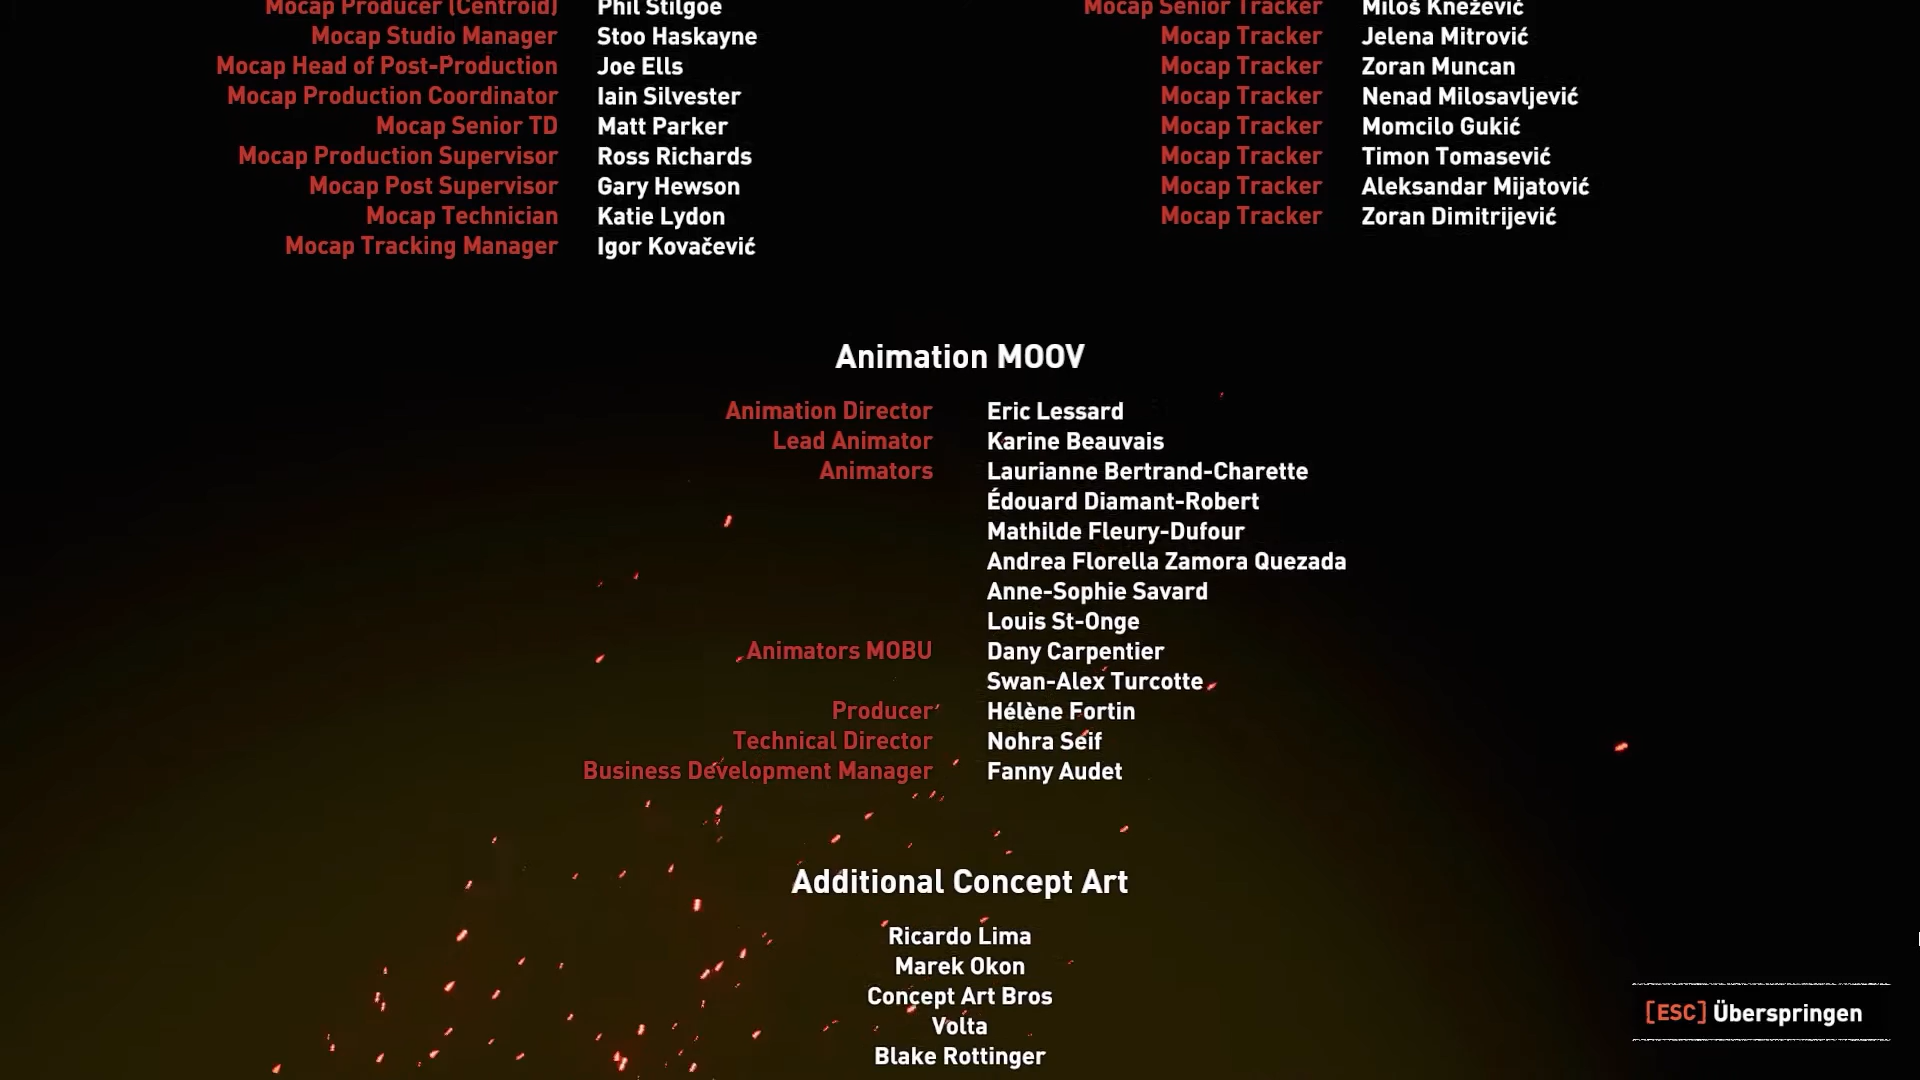 Mocap Producer (Centroid) Phil Stilgoe
Mocap Studio Manager Stoo Haskayne
Mocap Head of Post-Production Joe Ells
Mocap Production Coordinator Iain Silvester
Mocap Senior TD Matt Parker
Mocap Production Supervisor Ross Richards
Mocap Post Supervisor Gary Hewson
Mocap Technician Katie Lydon
Mocap Tracking Manager Igor Kovačević
Mocap Senior Tracker Miloš Knežević
Mocap Tracker Jelena Mitrović
Mocap Tracker Zoran Muncan
Mocap Tracker Nenad Milosavljević
Mocap Tracker Momcilo Gukić
Mocap Tracker Timon Tomasević
Mocap Tracker Aleksandar Mijatović
Mocap Tracker Zoran Dimitrijević
Animation MOOV
Animation Director Eric Lessard
Lead Animator Karine Beauvais
Animators Laurianne Bertrand-Charette
Édouard Diamant-Robert
Mathilde Fleury-Dufour
Andrea Florella Zamora Quezada
Anne-Sophie Savard
Louis St-Onge
Animators MOBU Dany Carpentier
Swan-Alex Turcotte
Producer Hélène Fortin
Technical Director Nohra Seif
Business Development Manager Fanny Audet
Additional Concept Art
Ricardo Lima
Marek Okon
Concept Art Bros
Volta
Blake Rottinger
[ESC] Überspringen